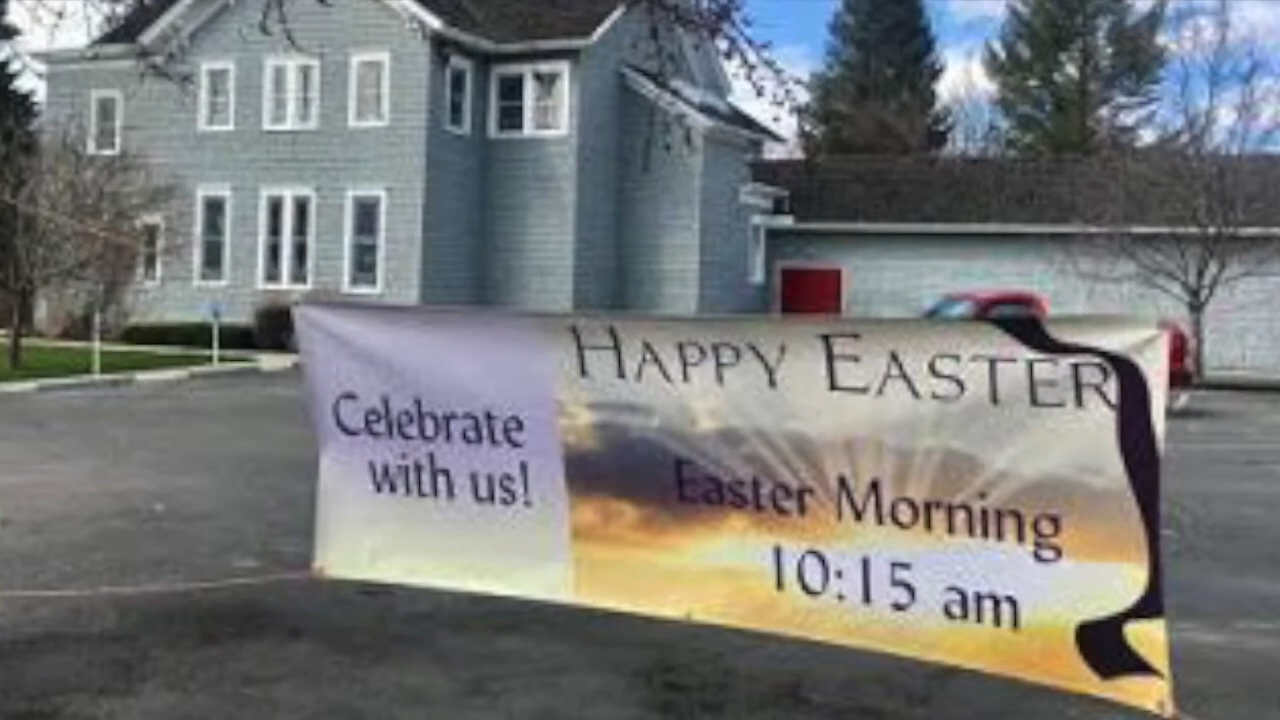 HAPPY EASTER
Celebrate
with us!
Easter Morning
10:15 am